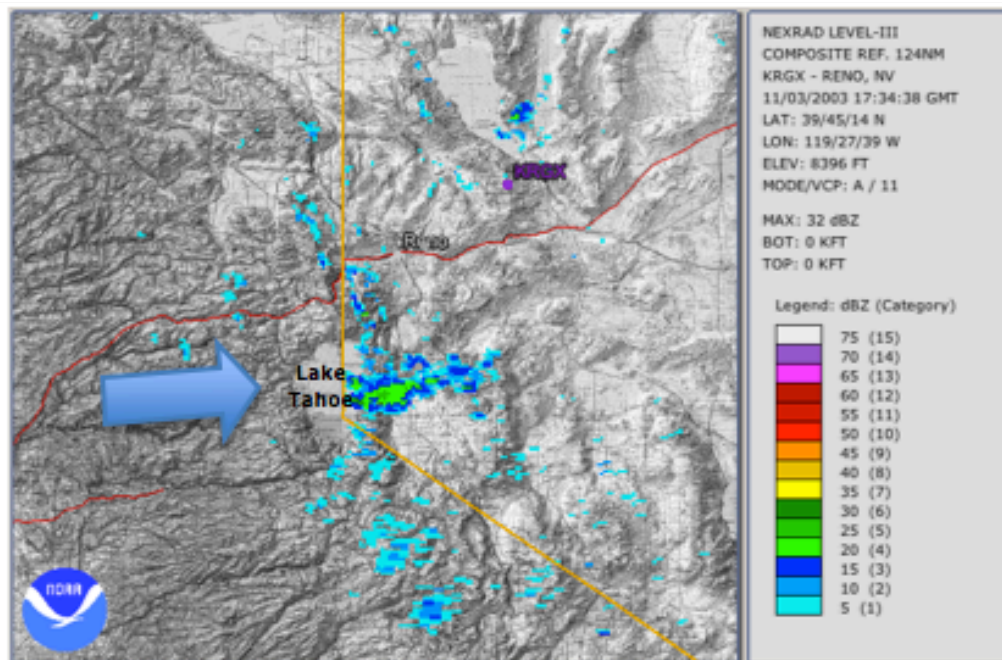 KRGX
Reno
Lake
Tahoe
NOAA
NEXRAD LEVEL-III
COMPOSITE REF. 124NM
KRGX - RENO, NV
11/03/2003 17:34:38 GMT
LAT: 39/45/14 N
LON: 119/27/39 W
ELEV: 8396 FT
MODE/VCP: A / 11
MAX: 32 dBZ
BOT: 0 KFT
TOP: 0 KFT
Legend: dBZ (Category)
75 (15)
70 (14)
65 (13)
60 (12)
55 (11)
50 (10)
45 (9)
40 (8)
35 (7)
30 (6)
25 (5)
20 (4)
15 (3)
10 (2)
5 (1)